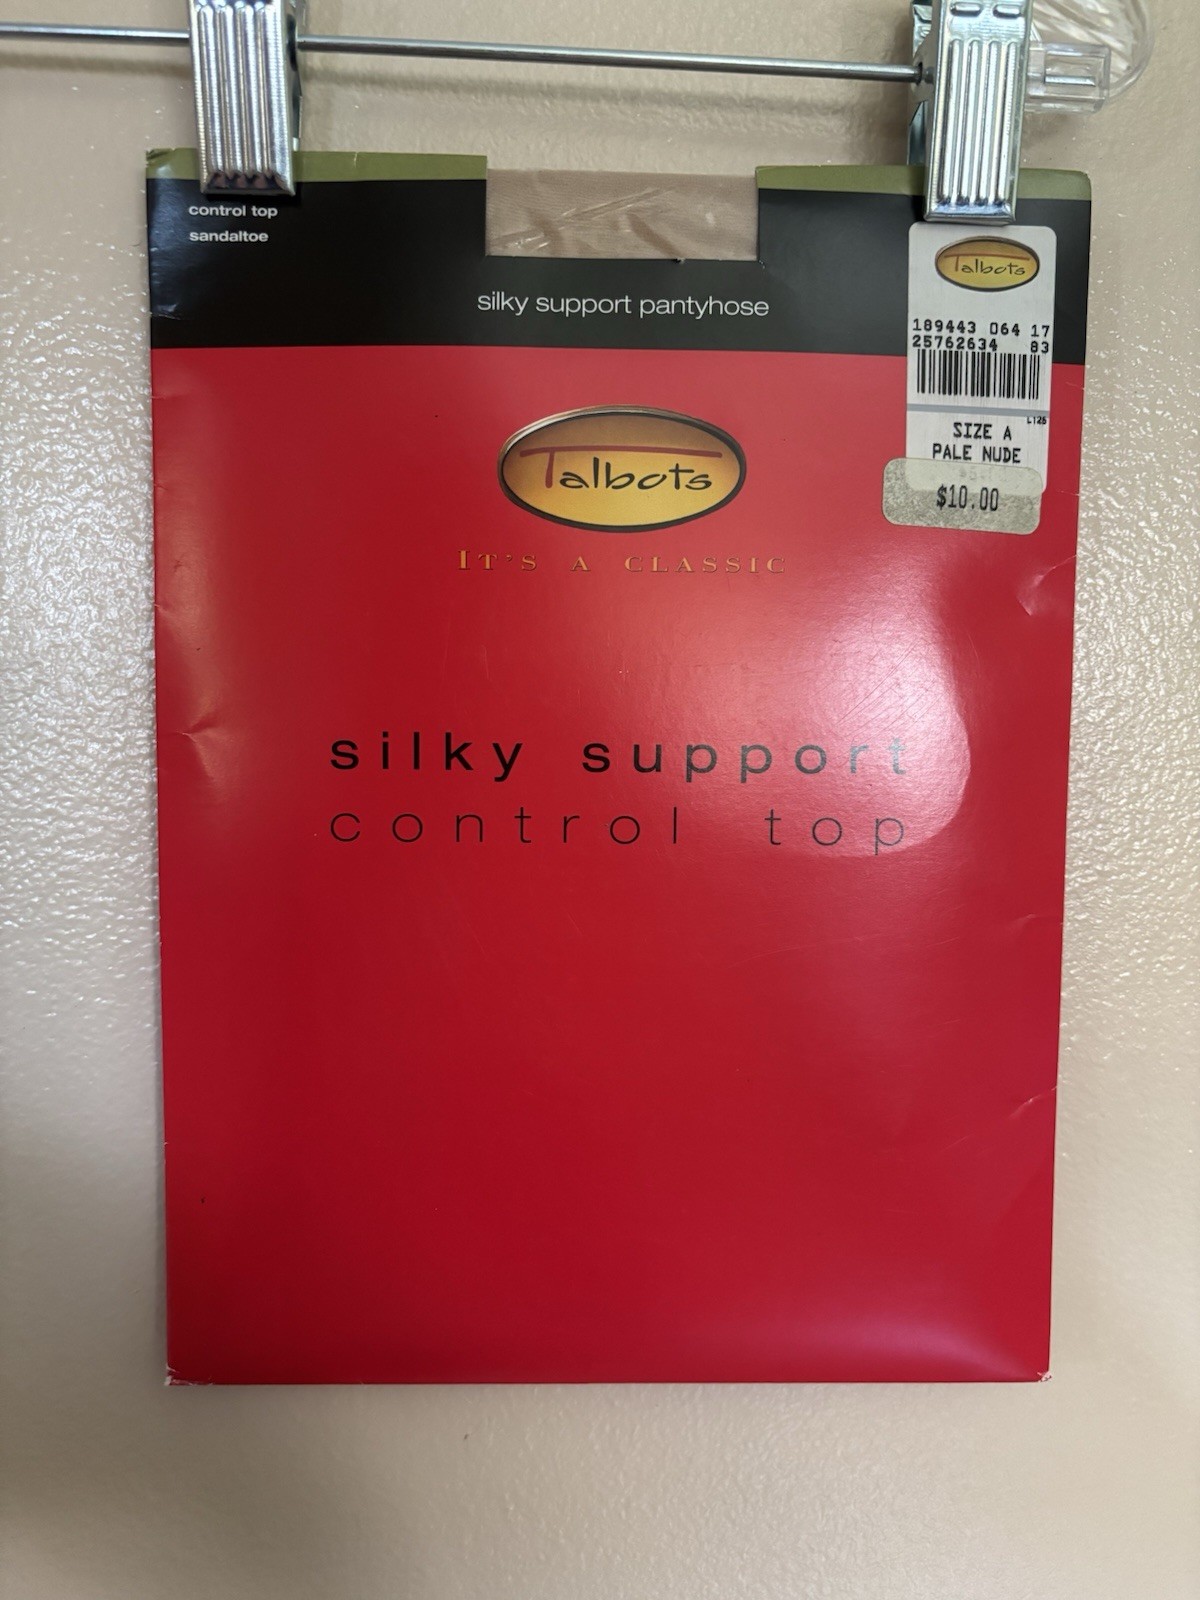 control top
sandaltoe
silky support pantyhose
Talbots
189443 064 17
25762634 83
L126
SIZE A
PALE NUDE
$10.00
Talbots
IT'S A CLASSIC
silky support
control top